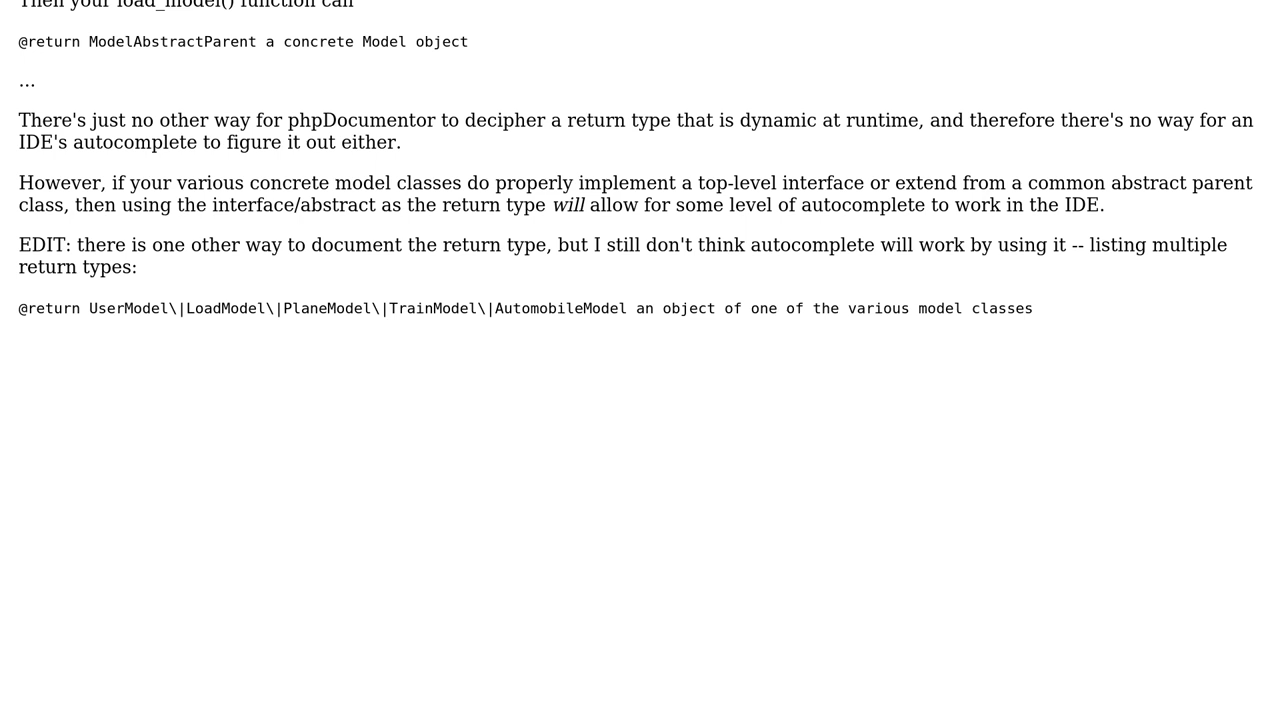 Then your load_model() function can
@return ModelAbstractParent a concrete Model object
...
There's just no other way for phpDocumentor to decipher a return type that is dynamic at runtime, and therefore there's no way for an
IDE's autocomplete to figure it out either.
However, if your various concrete model classes do properly implement a top-level interface or extend from a common abstract parent
class, then using the interface/abstract as the return type will allow for some level of autocomplete to work in the IDE.
EDIT: there is one other way to document the return type, but I still don't think autocomplete will work by using it -- listing multiple
return types:
@return UserModel\|LoadModel\|PlaneModel\|TrainModel\|AutomobileModel an object of one of the various model classes